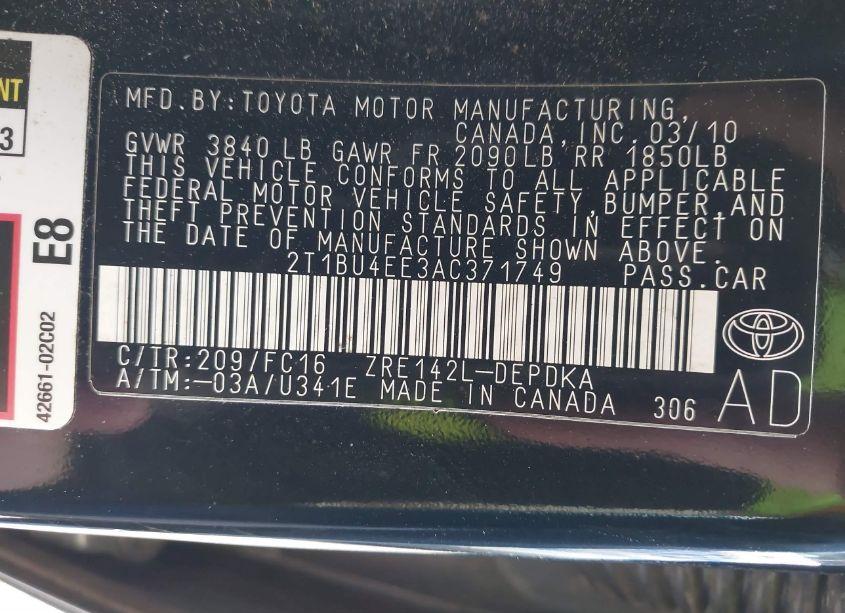 NT
3
E8
42661-02C02
MFD.BY:TOYOTA MOTOR MANUFACTURING,
CANADA,INC.03/10
GVWR 3840 LB GAWR FR 2090LB RR 1850LB
THIS VEHICLE CONFORMS TO ALL APPLICABLE
FEDERAL MOTOR VEHICLE SAFETY,BUMPER,AND
THEFT PREVENTION STANDARDS IN EFFECT ON
THE DATE OF MANUFACTURE SHOWN ABOVE.
2T1BU4EE3AC371749 PASS.CAR
C/TR:209/FC16 ZRE142L-DEPDKA
A/TM:-03A/U341E MADE IN CANADA 306 AD